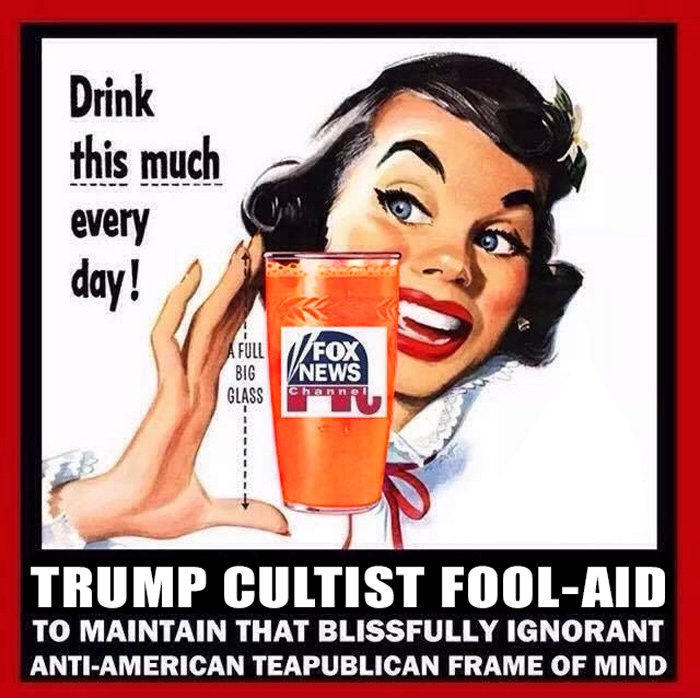 Drink
this much
every
day!
A FULL
BIG
GLASS
FOX
NEWS
Channel
TRUMP CULTIST FOOL-AID
TO MAINTAIN THAT BLISSFULLY IGNORANT
ANTI-AMERICAN TEAPUBLICAN FRAME OF MIND